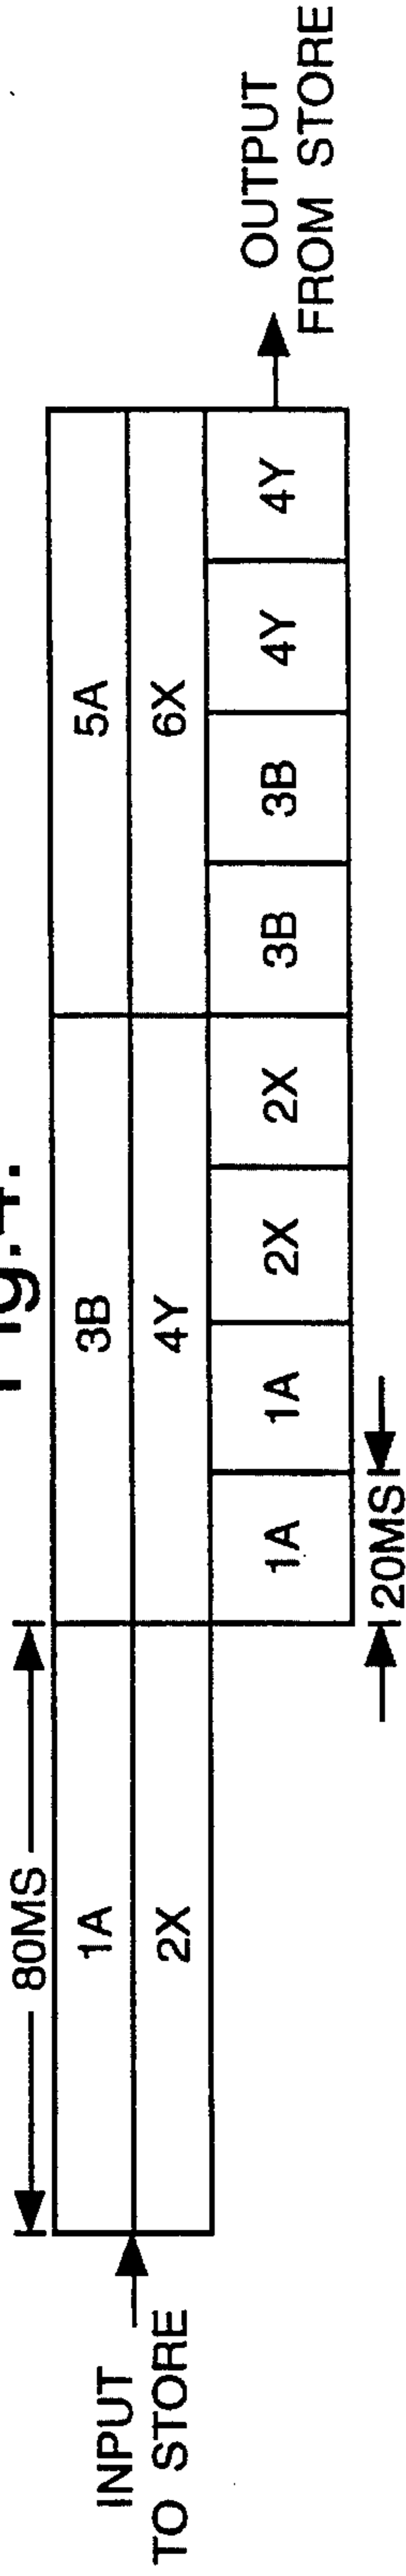 Fig.4.
80MS
1A 3B 5A
2X 4Y 6X
INPUT
TO STORE
1A 1A 2X 2X 3B 3B 4Y 4Y
OUTPUT
FROM STORE
20MS